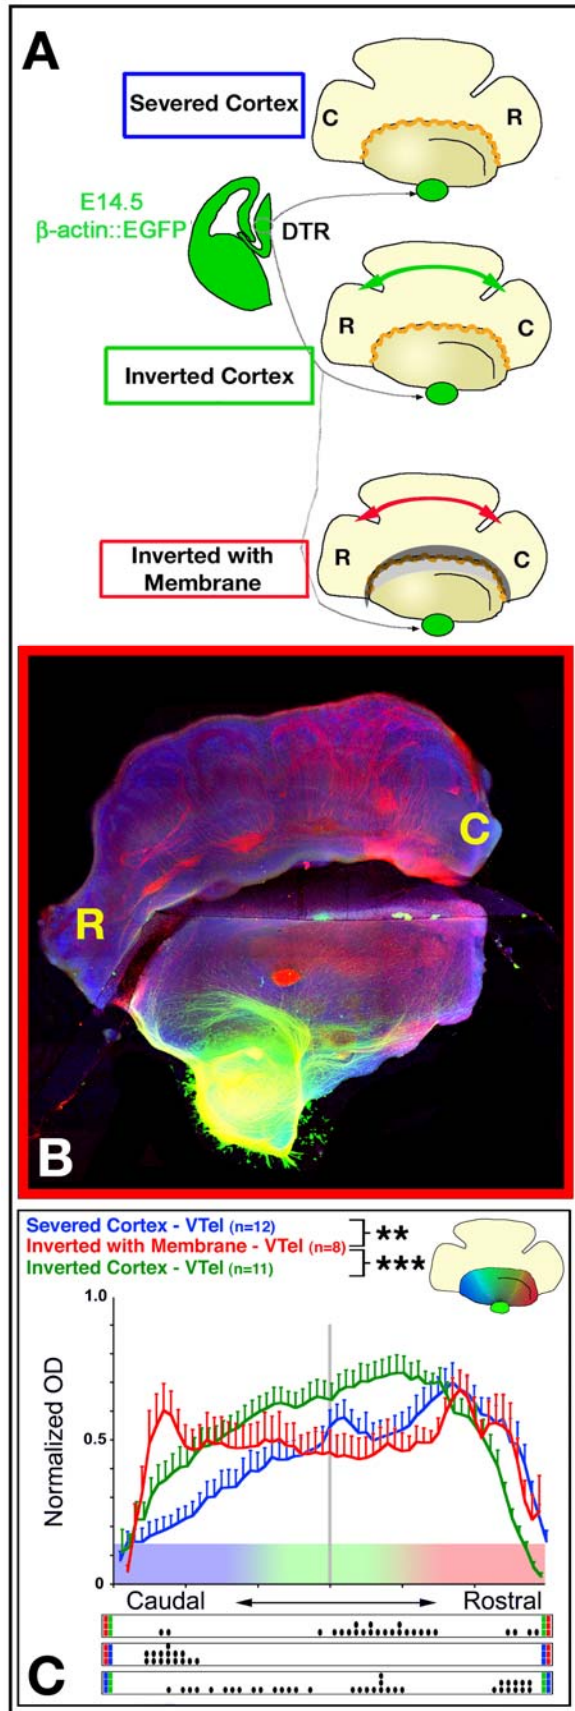 A
Severed Cortex
C
R
E14.5
β-actin::EGFP
DTR
R
C
Inverted Cortex
Inverted with
Membrane
R
C
R
C
B
Severed Cortex - VTel (n=12)
**
Inverted with Membrane - VTel (n=8)
***
Inverted Cortex - VTel (n=11)
1.0
0.5
0
Normalized OD
Caudal
Rostral
C